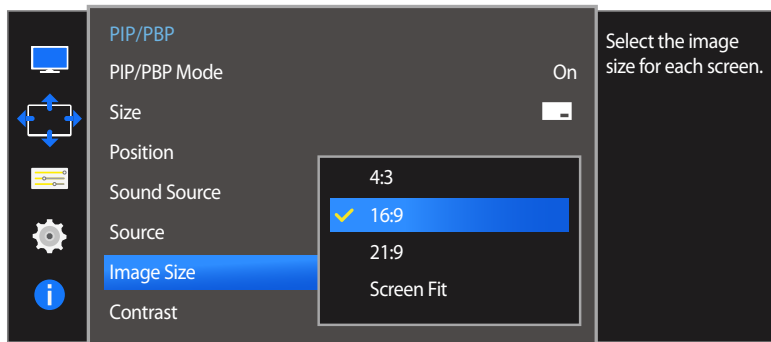 PIP/PBP
PIP/PBP Mode On
Size
Position
Sound Source
Source
Image Size
Contrast
4:3
16:9
21:9
Screen Fit
Select the image
size for each screen.
i